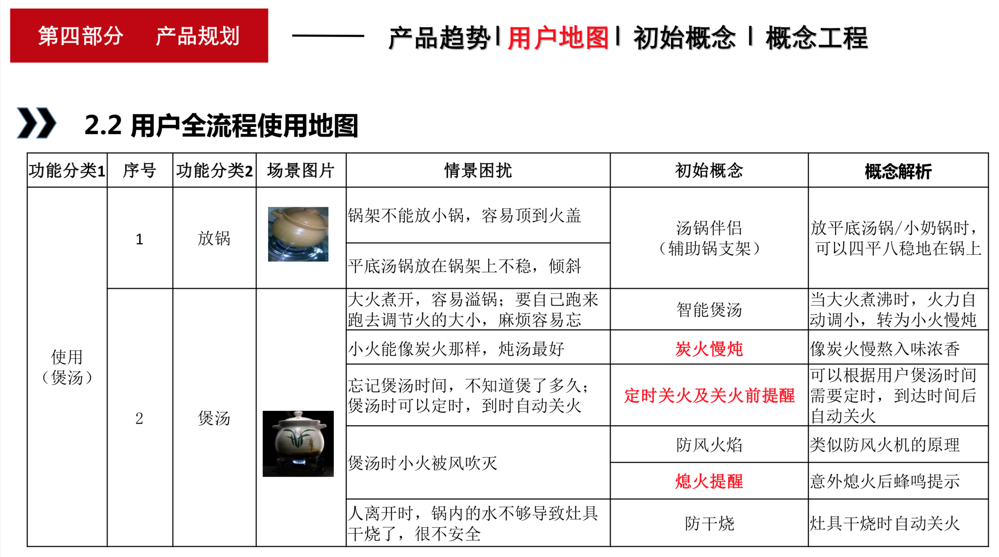 第四部分 产品规划
产品趋势 | 用户地图 | 初始概念 | 概念工程
2.2 用户全流程使用地图
功能分类1 序号 功能分类2 场景图片 情景困扰 初始概念 概念解析
使用
（煲汤）
1
放锅
锅架不能放小锅，容易顶到火盖
平底汤锅放在锅架上不稳，倾斜
汤锅伴侣
（辅助锅支架）
放平底汤锅/小奶锅时，
可以四平八稳地在锅上
2
煲汤
大火煮开，容易溢锅；要自己跑来
跑去调节火的大小，麻烦容易忘
智能煲汤
当大火煮沸时，火力自
动调小，转为小火慢炖
小火能像炭火那样，炖汤最好
炭火慢炖
像炭火慢熬入味浓香
忘记煲汤时间，不知道煲了多久；
煲汤时可以定时，到时自动关火
定时关火及关火前提醒
可以根据用户煲汤时间
需要定时，到达时间后
自动关火
煲汤时小火被风吹灭
防风火焰
类似防风火机的原理
熄火提醒
意外熄火后蜂鸣提示
人离开时，锅内的水不够导致灶具
干烧了，很不安全
防干烧
灶具干烧时自动关火